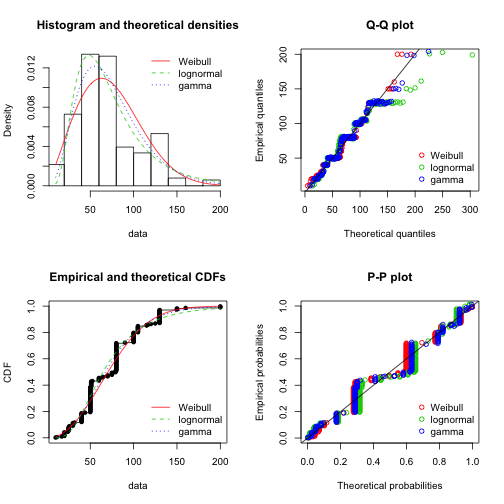 Histogram and theoretical densities
Density
0.000
0.004
0.008
0.012
50
100
150
200
data
Weibull
lognormal
gamma
Q-Q plot
Empirical quantiles
50
100
150
200
0
50
100
150
200
250
300
Theoretical quantiles
Weibull
lognormal
gamma
Empirical and theoretical CDFs
CDF
0.0
0.2
0.4
0.6
0.8
1.0
50
100
150
200
data
Weibull
lognormal
gamma
P-P plot
Empirical probabilities
0.0
0.2
0.4
0.6
0.8
1.0
0.0
0.2
0.4
0.6
0.8
1.0
Theoretical probabilities
Weibull
lognormal
gamma